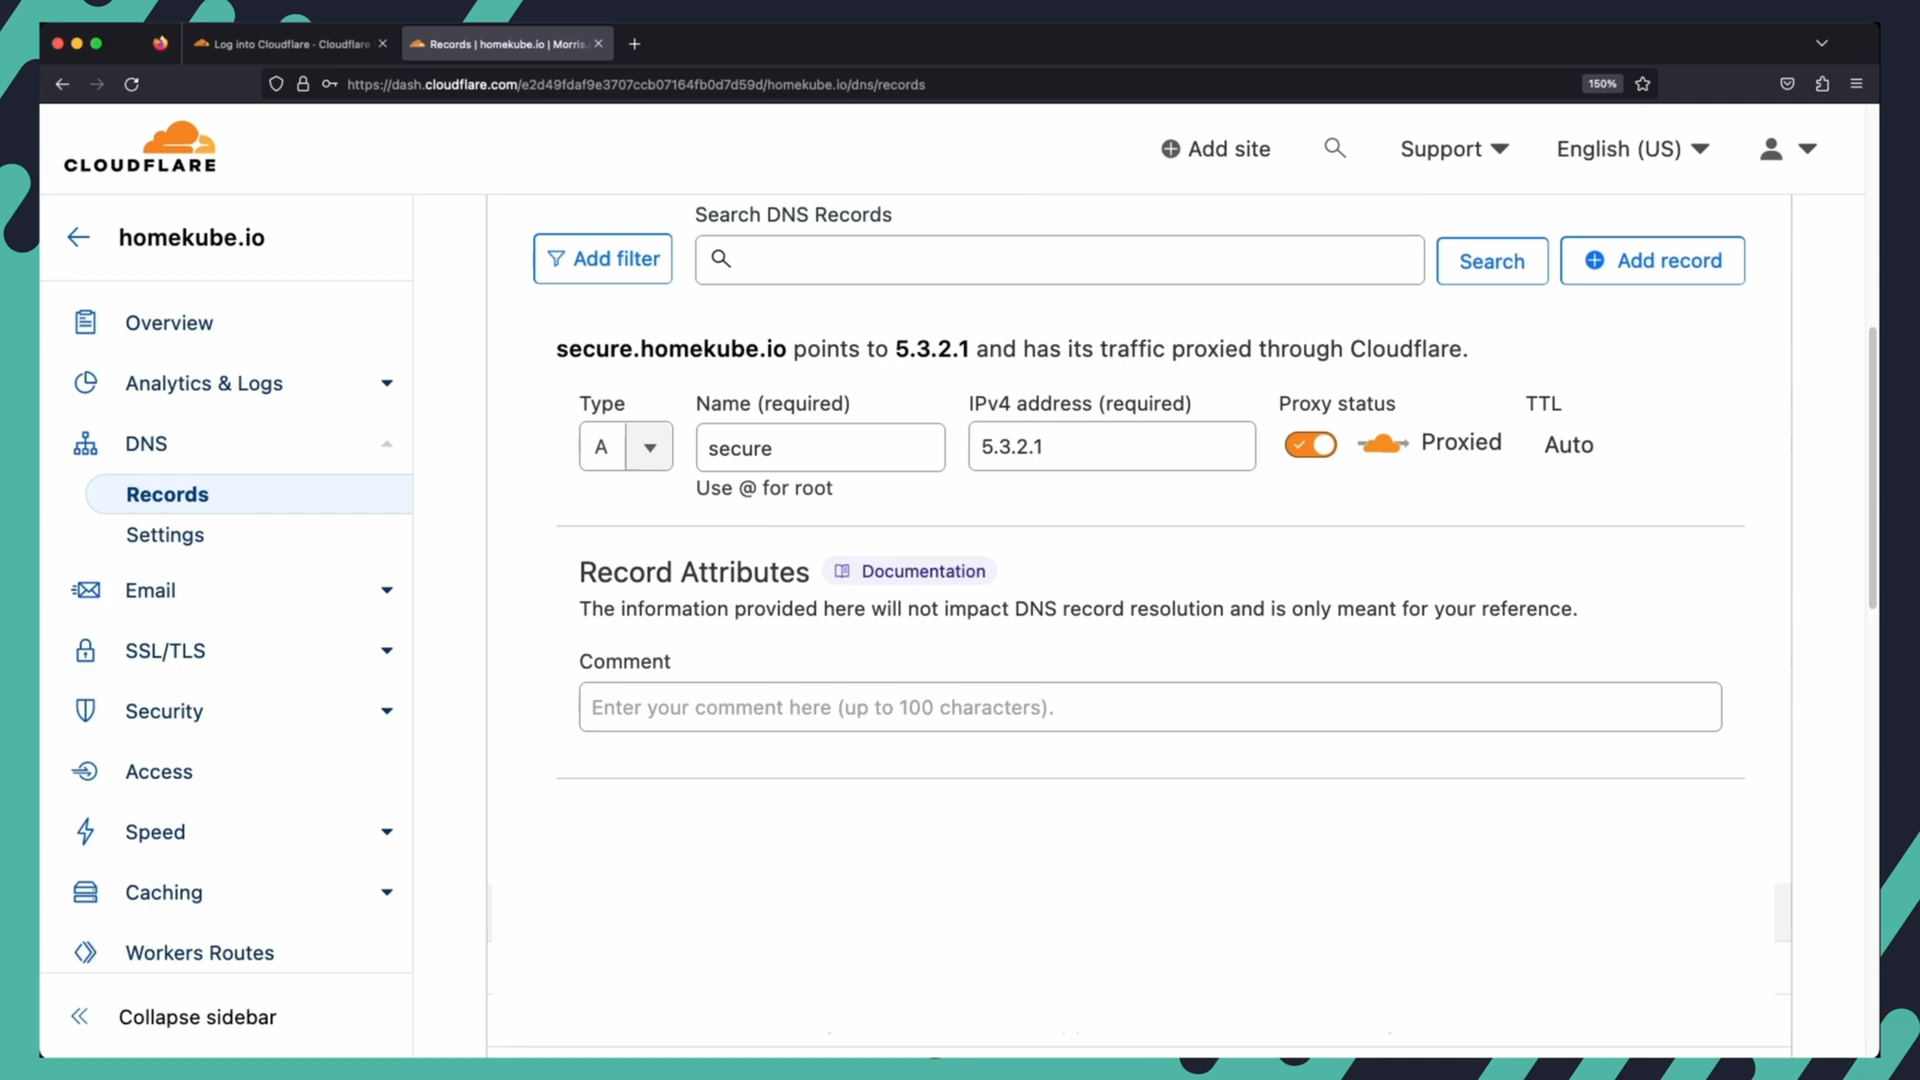 Log into Cloudflare - Cloudflare
Records | homekube.io | Morris.
https://dash.cloudflare.com/e2d49fdaf9e3707ccb07164fb0d7d59d/homekube.io/dns/records
150%
CLOUDFLARE
Add site
Support
English (US)
homekube.io
Overview
Analytics & Logs
DNS
Records
Settings
Email
SSL/TLS
Security
Access
Speed
Caching
Workers Routes
Collapse sidebar
Search DNS Records
Add filter
Search
Add record
secure.homekube.io points to 5.3.2.1 and has its traffic proxied through Cloudflare.
Type
Name (required)
IPv4 address (required)
Proxy status
TTL
A
secure
5.3.2.1
Proxied
Auto
Use @ for root
Record Attributes
Documentation
The information provided here will not impact DNS record resolution and is only meant for your reference.
Comment
Enter your comment here (up to 100 characters).